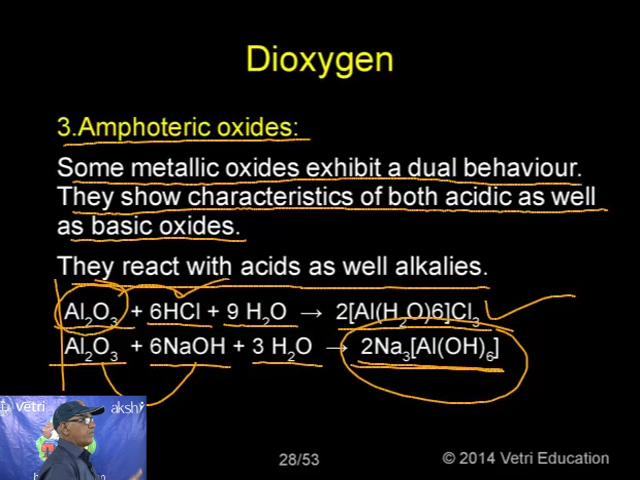 Dioxygen
3.Amphoteric oxides:
Some metallic oxides exhibit a dual behaviour.
They show characteristics of both acidic as well
as basic oxides.
They react with acids as well alkalies.
Al₂O₃ + 6HCl + 9 H₂O → 2[Al(H₂O)6]Cl₃
Al₂O₃ + 6NaOH + 3 H₂O → 2Na₃[Al(OH)₆]
vetri
akshi
28/53
© 2014 Vetri Education